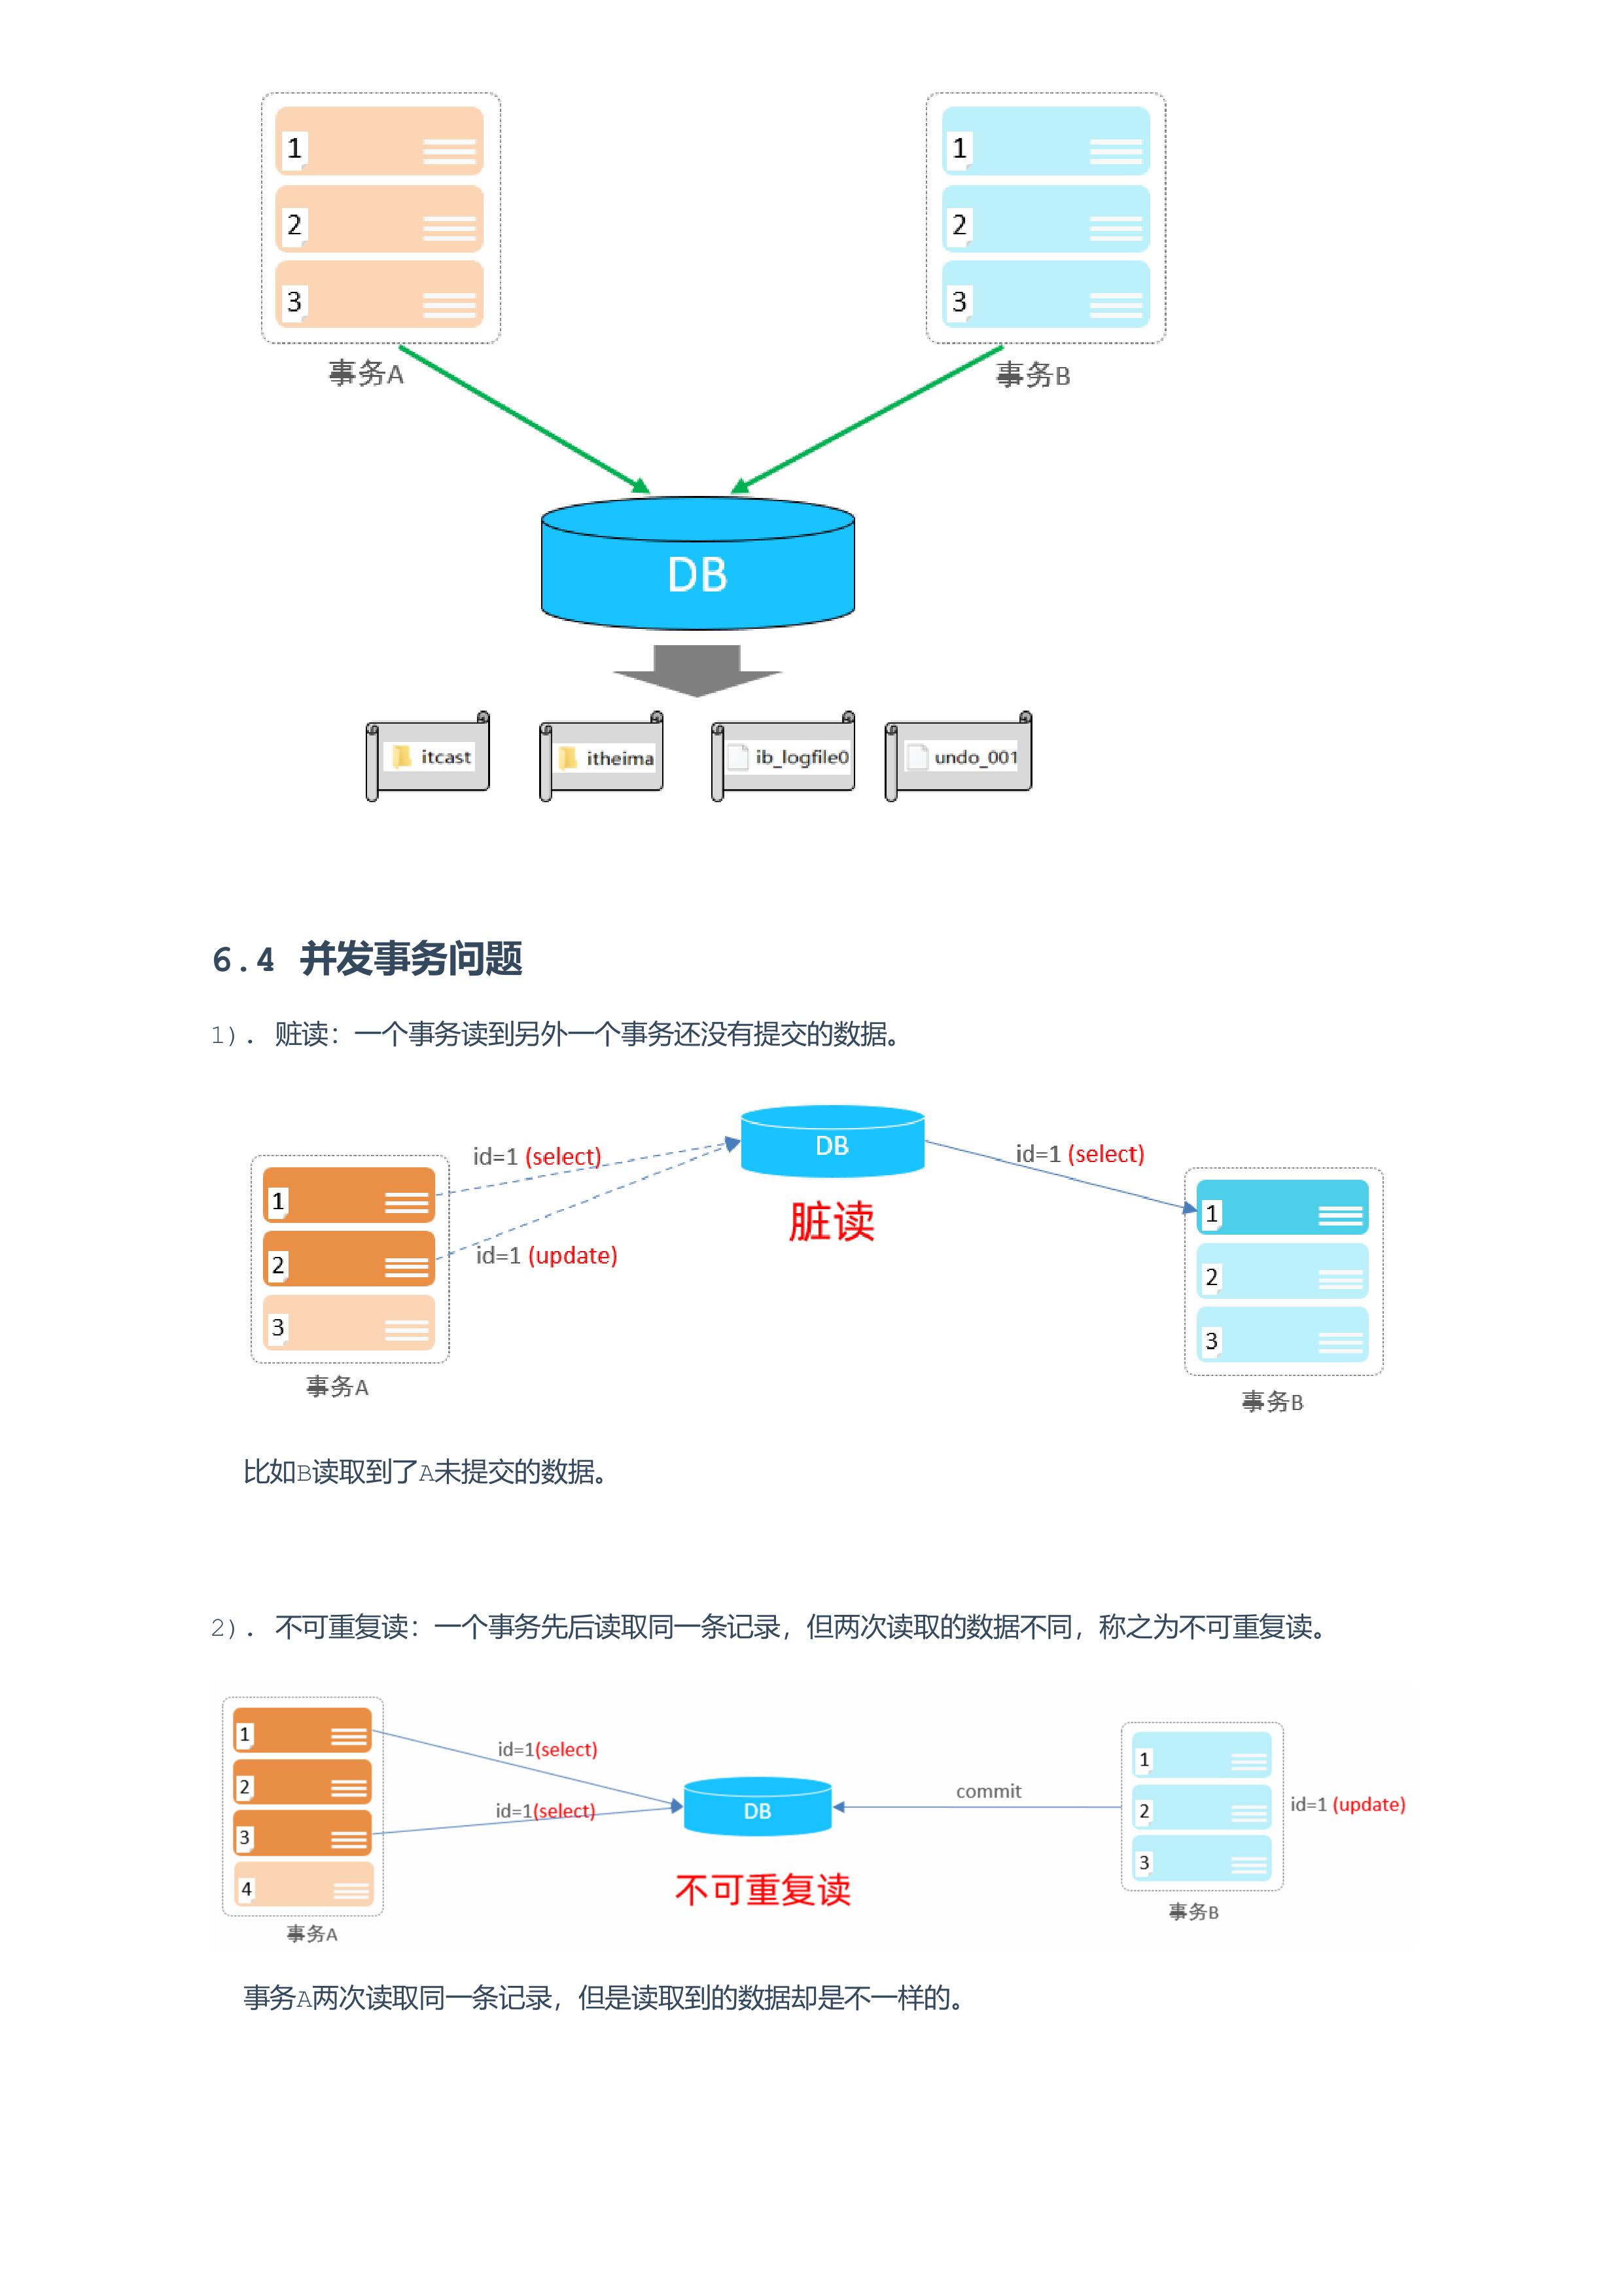 1
2
3
事务A
1
2
3
事务B
DB
itcast
itheima
ib_logfile0
undo_001
6.4 并发事务问题
1). 赃读：一个事务读到另外一个事务还没有提交的数据。
id=1 (select)
id=1 (update)
1
2
3
事务A
DB
脏读
id=1 (select)
1
2
3
事务B
比如B读取到了A未提交的数据。
2). 不可重复读：一个事务先后读取同一条记录，但两次读取的数据不同，称之为不可重复读。
1
2
3
4
事务A
id=1(select)
id=1(select)
DB
不可重复读
commit
1
2
3
id=1 (update)
事务B
事务A两次读取同一条记录，但是读取到的数据却是不一样的。